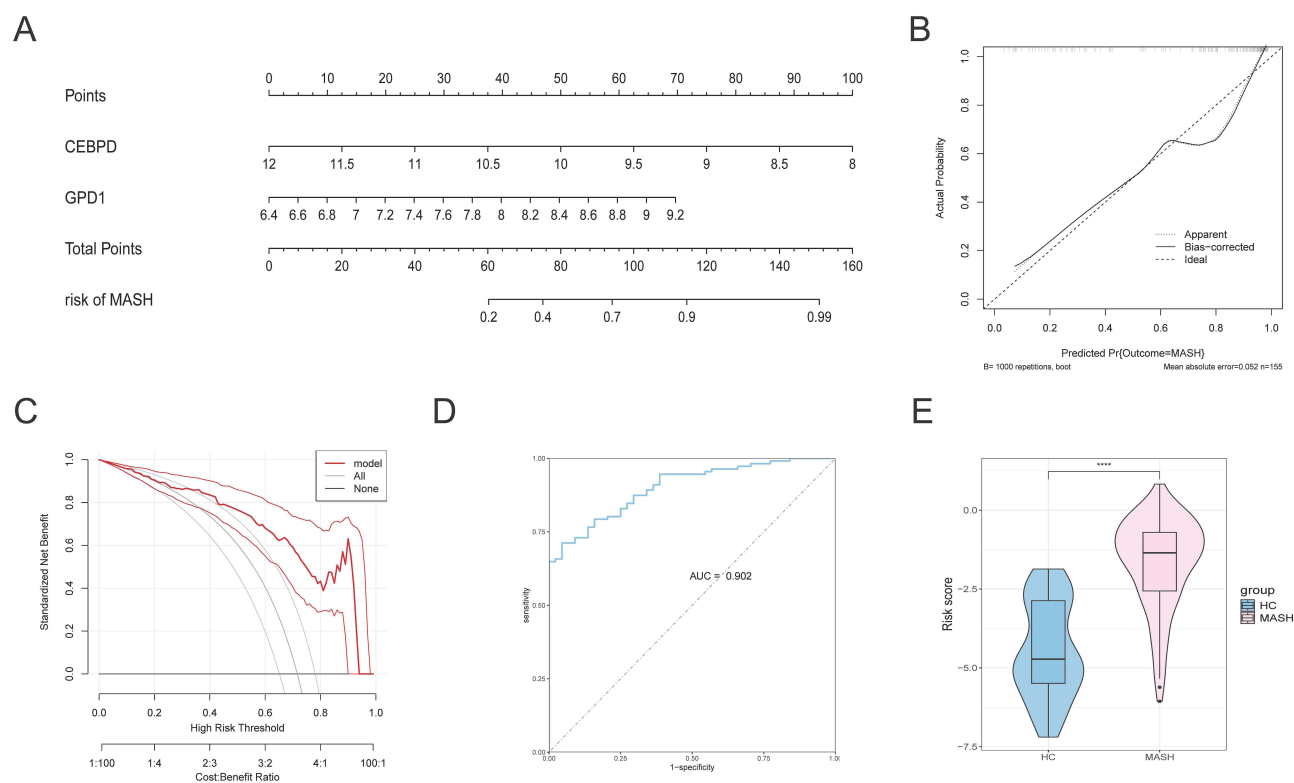 A
0 10 20 30 40 50 60 70 80 90 100
Points
CEBPD
12 11.5 11 10.5 10 9.5 9 8.5 8
GPD1
6.4 6.6 6.8 7 7.2 7.4 7.6 7.8 8 8.2 8.4 8.6 8.8 9 9.2
Total Points
0 20 40 60 80 100 120 140 160
risk of MASH
0.2 0.4 0.7 0.9 0.99
B
Actual Probability
1.0
0.8
0.6
0.4
0.2
0.0
Apparent
Bias-corrected
Ideal
0.0 0.2 0.4 0.6 0.8 1.0
Predicted Pr{Outcome=MASH}
B= 1000 repetitions, boot
Mean absolute error=0.052 n=155
C
Standardized Net Benefit
1.0
0.8
0.6
0.4
0.2
0.0
model
All
None
0.0 0.2 0.4 0.6 0.8 1.0
High Risk Threshold
1:100 1:4 2:3 3:2 4:1 100:1
Cost:Benefit Ratio
D
sensitivity
1.00
0.75
0.50
0.25
0.00
AUC = 0.902
0.00 0.25 0.50 0.75 1.00
1-specificity
E
Risk score
0.0
−2.5
−5.0
−7.5
****
HC MASH
group
HC
MASH